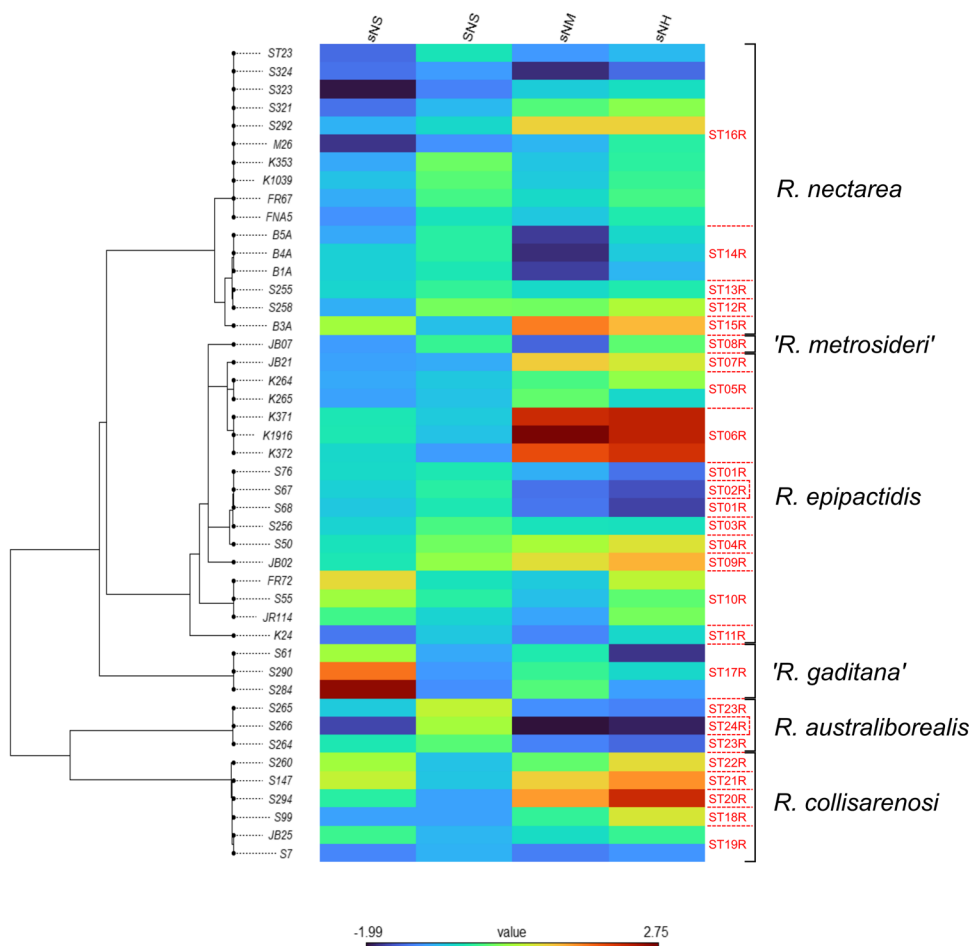 sNS SNS sNM sNH
ST23
S324
S323
S321
S292
M26
K353
K1039
FR67
FNA5
B5A
B4A
B1A
S255
S258
B3A
JB07
JB21
K264
K265
K371
K1916
K372
S76
S67
S68
S256
S50
JB02
FR72
S55
JR114
K24
S61
S290
S284
S265
S266
S264
S260
S147
S294
S99
JB25
S7
ST16R
ST14R
ST13R
ST12R
ST15R
ST08R
ST07R
ST05R
ST06R
ST01R
ST02R
ST01R
ST03R
ST04R
ST09R
ST10R
ST11R
ST17R
ST23R
ST24R
ST23R
ST22R
ST21R
ST20R
ST18R
ST19R
R. nectarea
'R. metrosideri'
R. epipactidis
'R. gaditana'
R. australiborealis
R. collisarenosi
-1.99 value 2.75